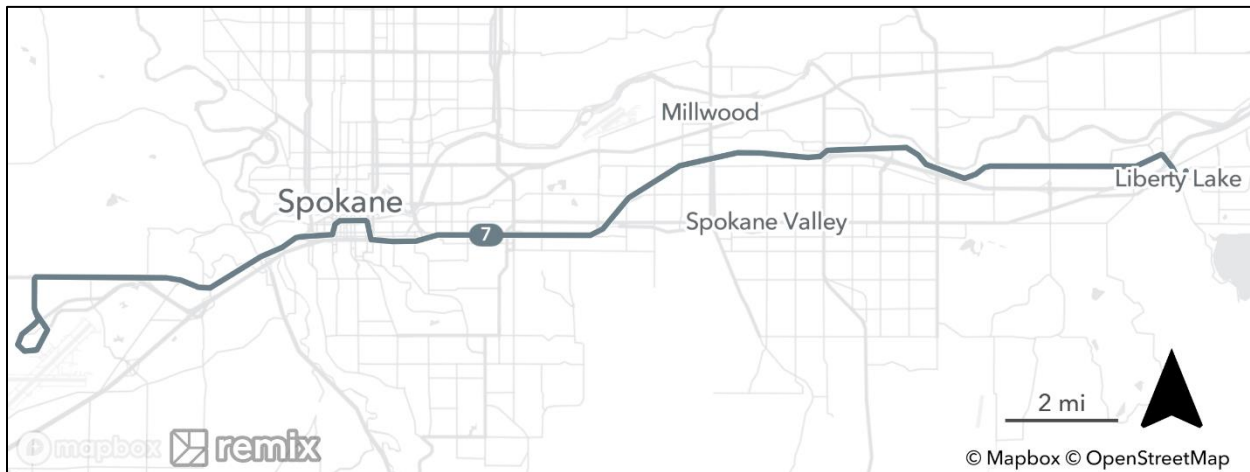 Millwood
Spokane
7
Spokane Valley
Liberty Lake
2 mi
mapbox
remix
© Mapbox © OpenStreetMap